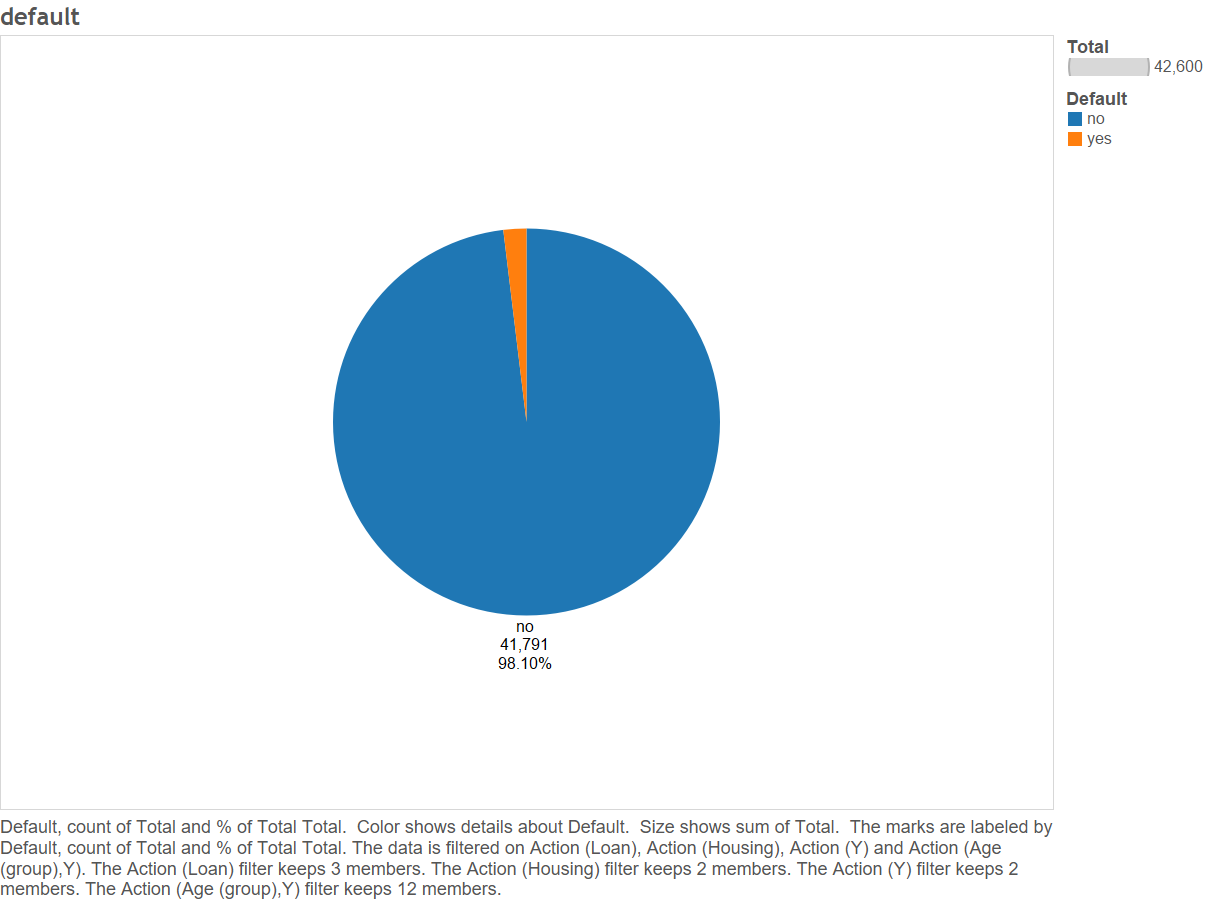 default
Total
42,600
Default
no
yes
no
41,791
98.10%
Default, count of Total and % of Total Total.  Color shows details about Default.  Size shows sum of Total.  The marks are labeled by
Default, count of Total and % of Total Total. The data is filtered on Action (Loan), Action (Housing), Action (Y) and Action (Age
(group),Y). The Action (Loan) filter keeps 3 members. The Action (Housing) filter keeps 2 members. The Action (Y) filter keeps 2
members. The Action (Age (group),Y) filter keeps 12 members.